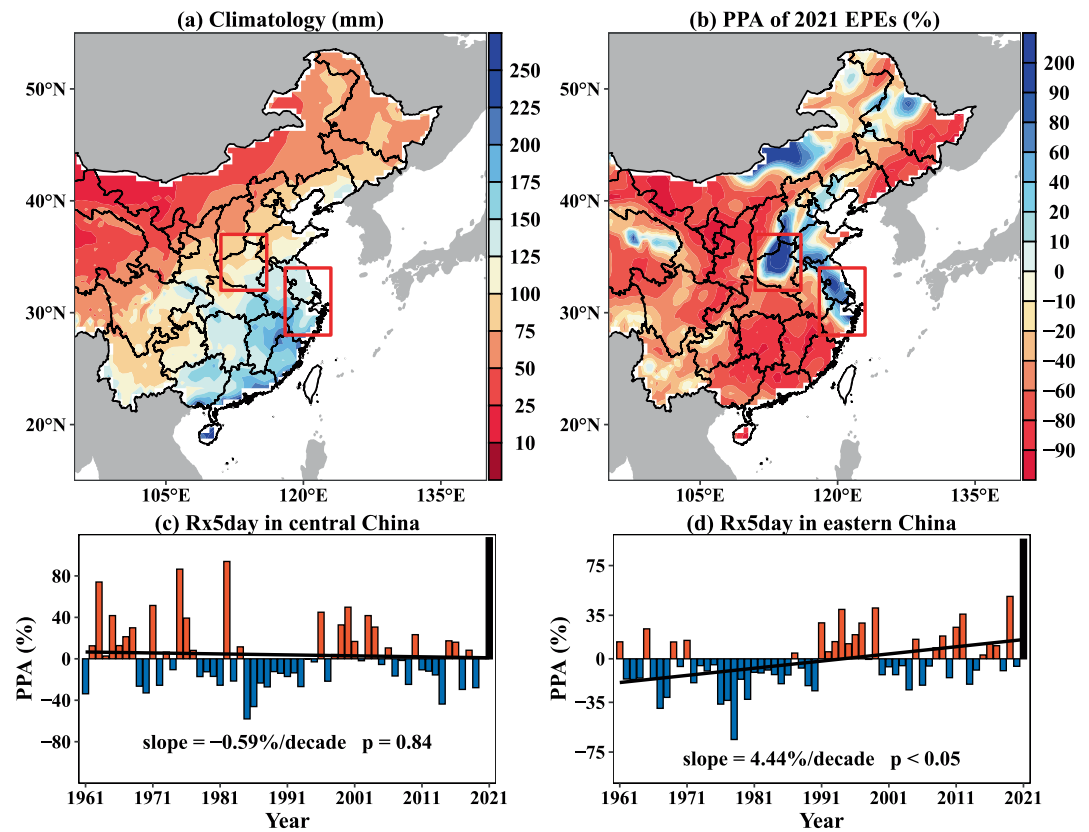 (a) Climatology (mm)
50°N
40°N
30°N
20°N
105°E 120°E 135°E
250
225
200
175
150
125
100
75
50
25
10
(b) PPA of 2021 EPEs (%)
50°N
40°N
30°N
20°N
105°E 120°E 135°E
200
90
80
60
40
20
10
0
−10
−20
−40
−60
−80
−90
(c) Rx5day in central China
PPA (%)
80
40
0
−40
−80
slope = −0.59%/decade p = 0.84
1961 1971 1981 1991 2001 2011 2021
Year
(d) Rx5day in eastern China
PPA (%)
75
35
0
−35
−75
slope = 4.44%/decade p < 0.05
1961 1971 1981 1991 2001 2011 2021
Year